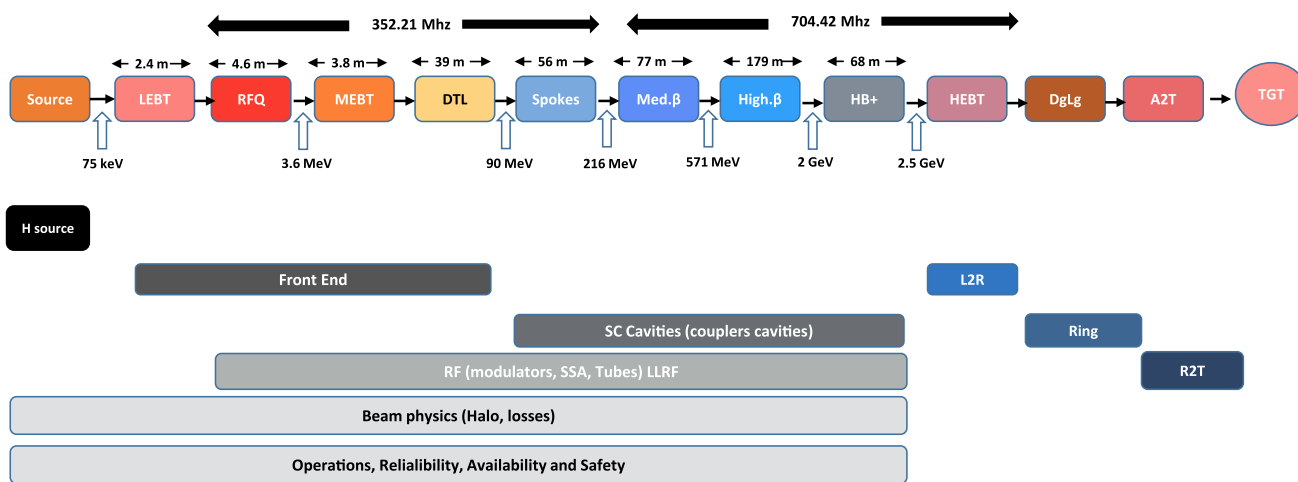 352.21 Mhz
704.42 Mhz
2.4 m
4.6 m
3.8 m
39 m
56 m
77 m
179 m
68 m
Source
LEBT
RFQ
MEBT
DTL
Spokes
Med.β
High.β
HB+
HEBT
DgLg
A2T
TGT
75 keV
3.6 MeV
90 MeV
216 MeV
571 MeV
2 GeV
2.5 GeV
H source
Front End
L2R
SC Cavities (couplers cavities)
Ring
RF (modulators, SSA, Tubes) LLRF
R2T
Beam physics (Halo, losses)
Operations, Relialibility, Availability and Safety